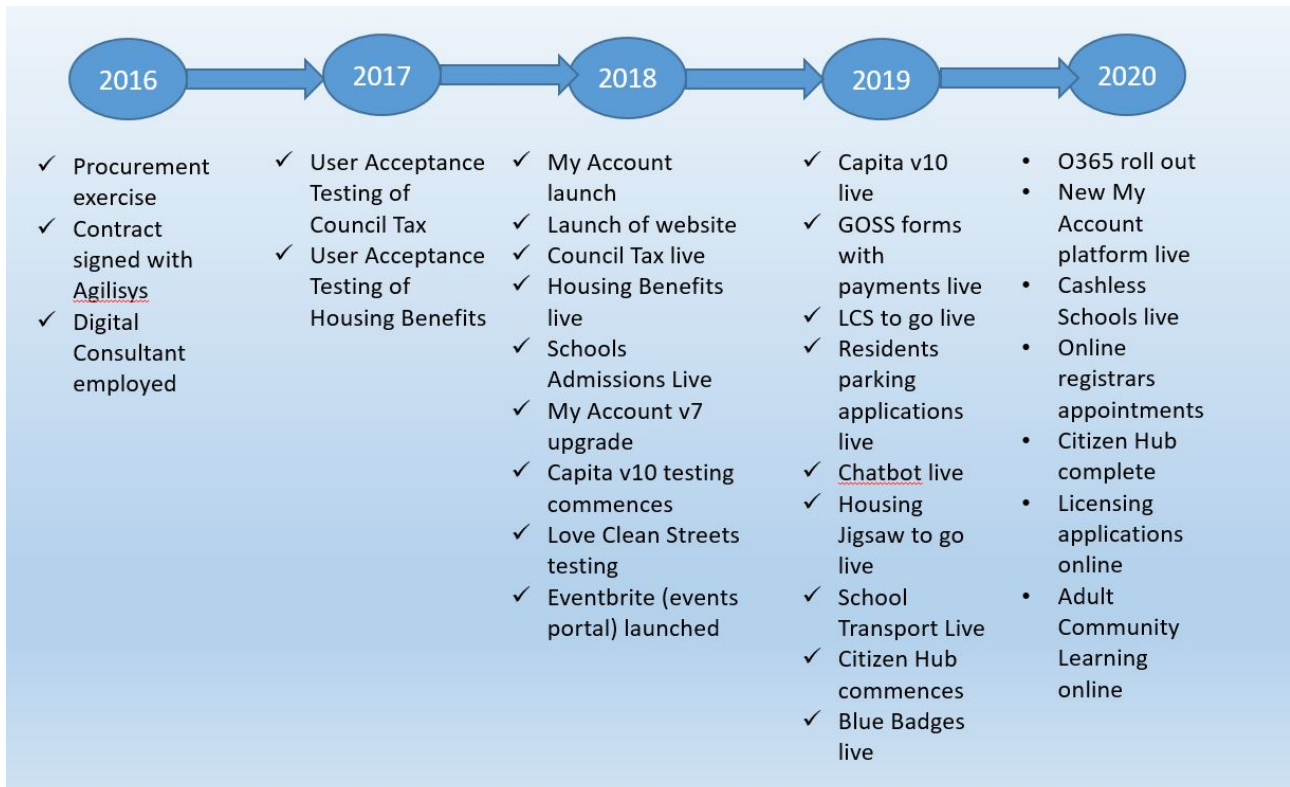 2016
2017
2018
2019
2020
✓ Procurement
exercise
✓ Contract
signed with
Agilisys
✓ Digital
Consultant
employed
✓ User Acceptance
Testing of
Council Tax
✓ User Acceptance
Testing of
Housing Benefits
✓ My Account
launch
✓ Launch of website
✓ Council Tax live
✓ Housing Benefits
live
✓ Schools
Admissions Live
✓ My Account v7
upgrade
✓ Capita v10 testing
commences
✓ Love Clean Streets
testing
✓ Eventbrite (events
portal) launched
✓ Capita v10
live
✓ GOSS forms
with
payments live
✓ LCS to go live
✓ Residents
parking
applications
live
✓ Chatbot live
✓ Housing
Jigsaw to go
live
✓ School
Transport Live
✓ Citizen Hub
commences
✓ Blue Badges
live
• O365 roll out
• New My
Account
platform live
• Cashless
Schools live
• Online
registrars
appointments
• Citizen Hub
complete
• Licensing
applications
online
• Adult
Community
Learning
online